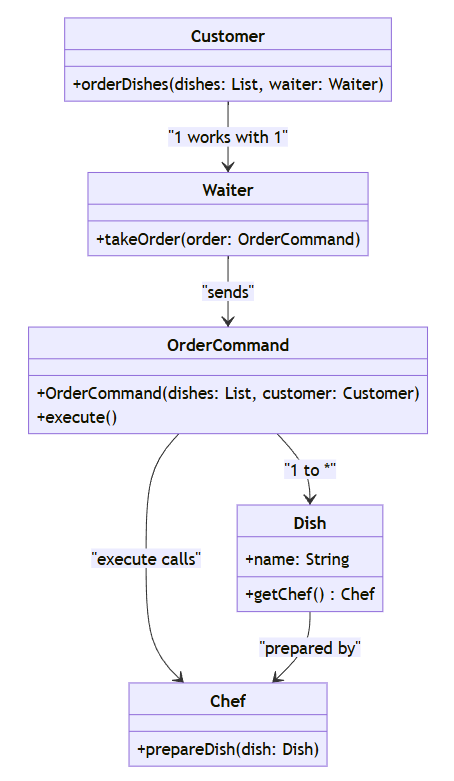 Customer
+orderDishes(dishes: List, waiter: Waiter)
"1 works with 1"
Waiter
+takeOrder(order: OrderCommand)
"sends"
OrderCommand
+OrderCommand(dishes: List, customer: Customer)
+execute()
"1 to *"
Dish
+name: String
+getChef() : Chef
"execute calls"
"prepared by"
Chef
+prepareDish(dish: Dish)